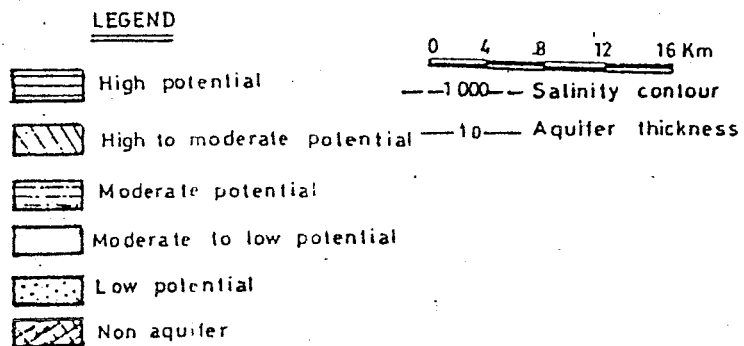 LEGEND
0 4 8 12 16 Km
High potential
—1000— Salinity contour
High to moderate potential
—10— Aquifer thickness
Moderate potential
Moderate to low potential
Low potential
Non aquifer